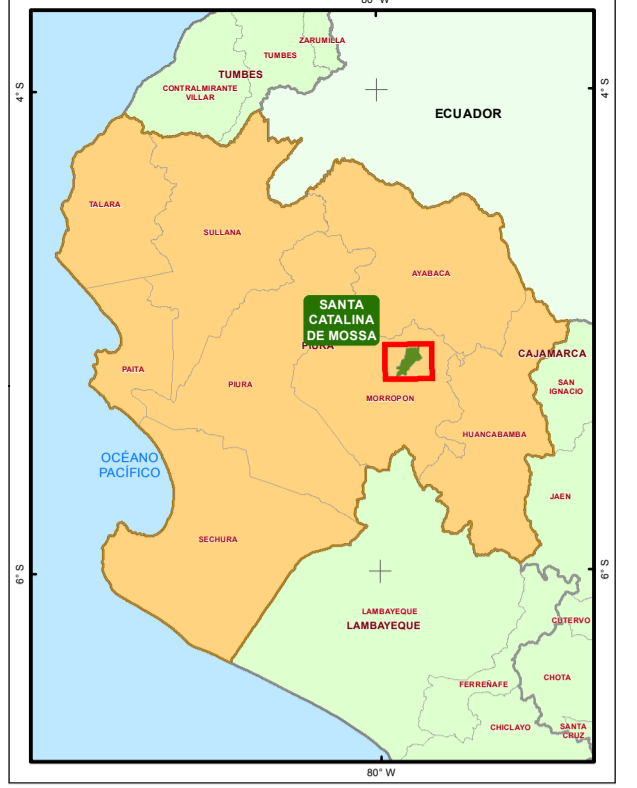 80° W
ZARUMILLA
TUMBES
TUMBES
CONTRALMIRANTE
VILLAR
4° S
4° S
ECUADOR
TALARA
SULLANA
AYABACA
SANTA
CATALINA
DE MOSSA
PIURA
CAJAMARCA
PAITA
PIURA
MORROPON
SAN
IGNACIO
HUANCABAMBA
OCÉANO
PACÍFICO
JAEN
SECHURA
6° S
6° S
LAMBAYEQUE
LAMBAYEQUE
CUTERVO
FERREÑAFE
CHOTA
CHICLAYO
SANTA
CRUZ
80° W